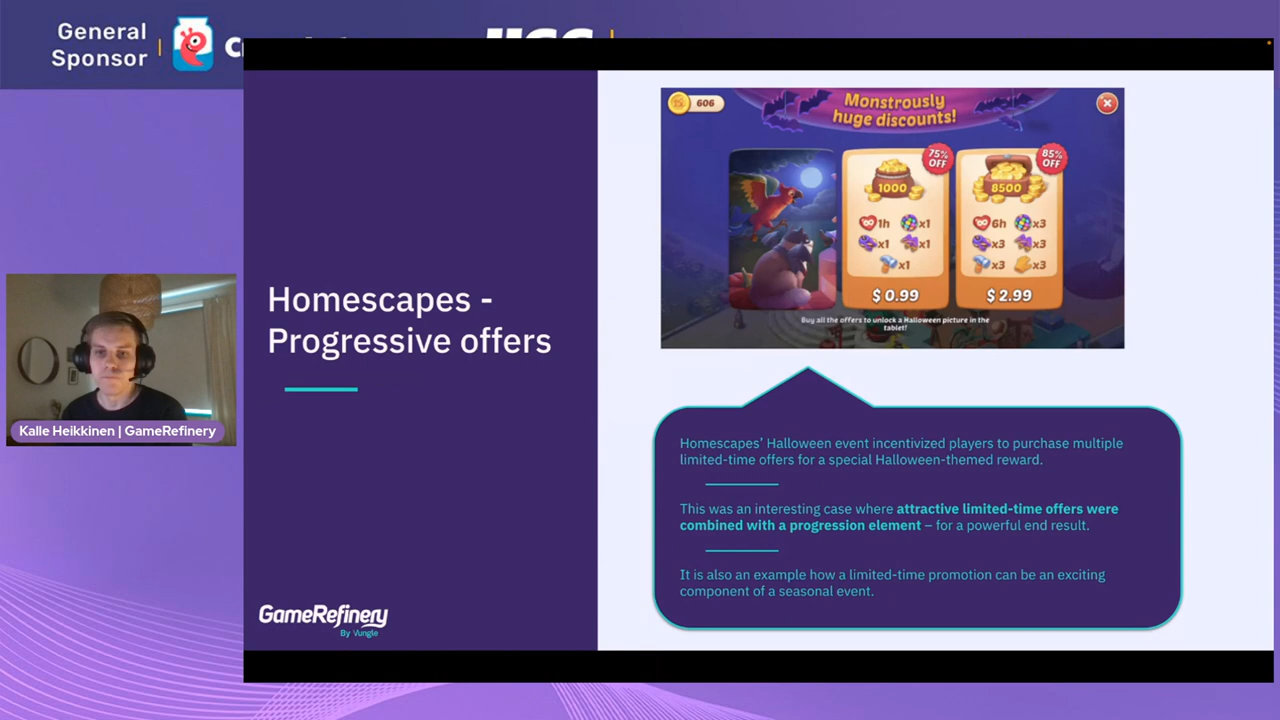 General
Sponsor
606
Monstrously
huge discounts!
75%
OFF
85%
OFF
1000
8500
1h
x1
6h
x3
x1
x1
x3
x3
x1
x3
x3
$ 0.99
$ 2.99
Buy all the offers to unlock a Halloween picture in the
tablet!
Homescapes -
Progressive offers
Kalle Heikkinen | GameRefinery
Homescapes' Halloween event incentivized players to purchase multiple
limited-time offers for a special Halloween-themed reward.
This was an interesting case where attractive limited-time offers were
combined with a progression element – for a powerful end result.
It is also an example how a limited-time promotion can be an exciting
component of a seasonal event.
GameRefinery
By Vungle